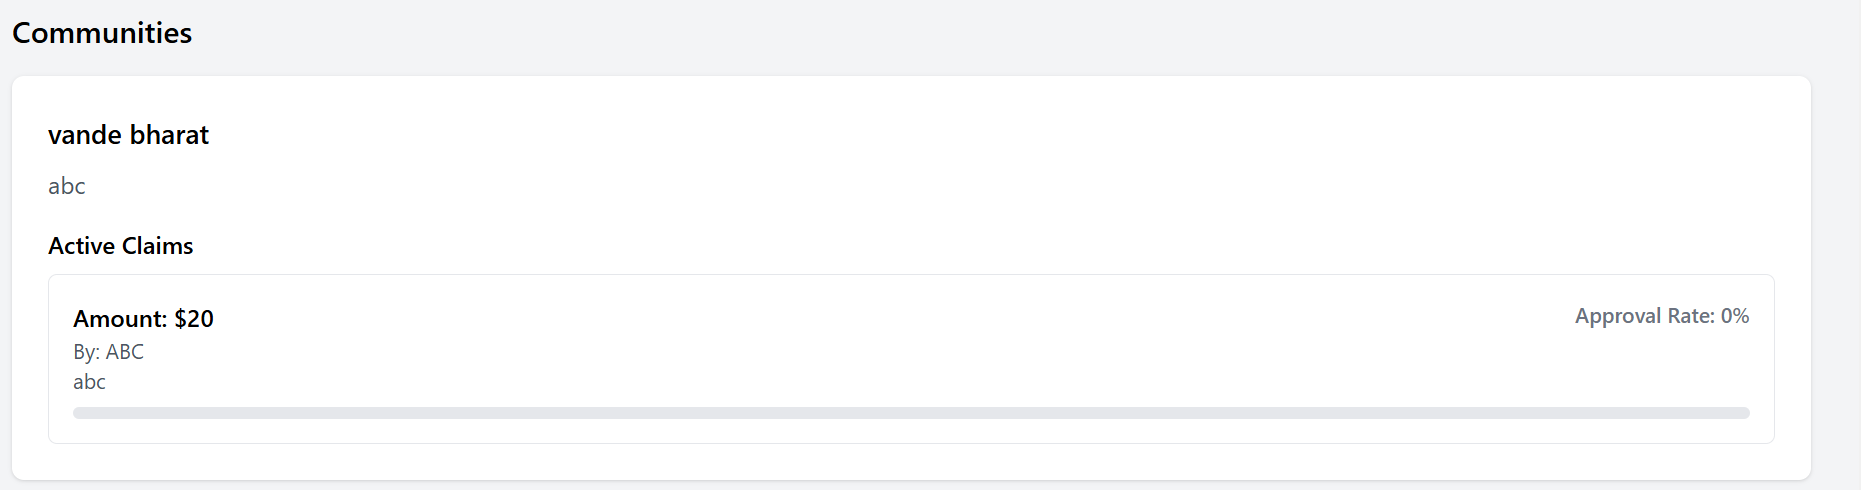 Communities
vande bharat
abc
Active Claims
Amount: $20
Approval Rate: 0%
By: ABC
abc